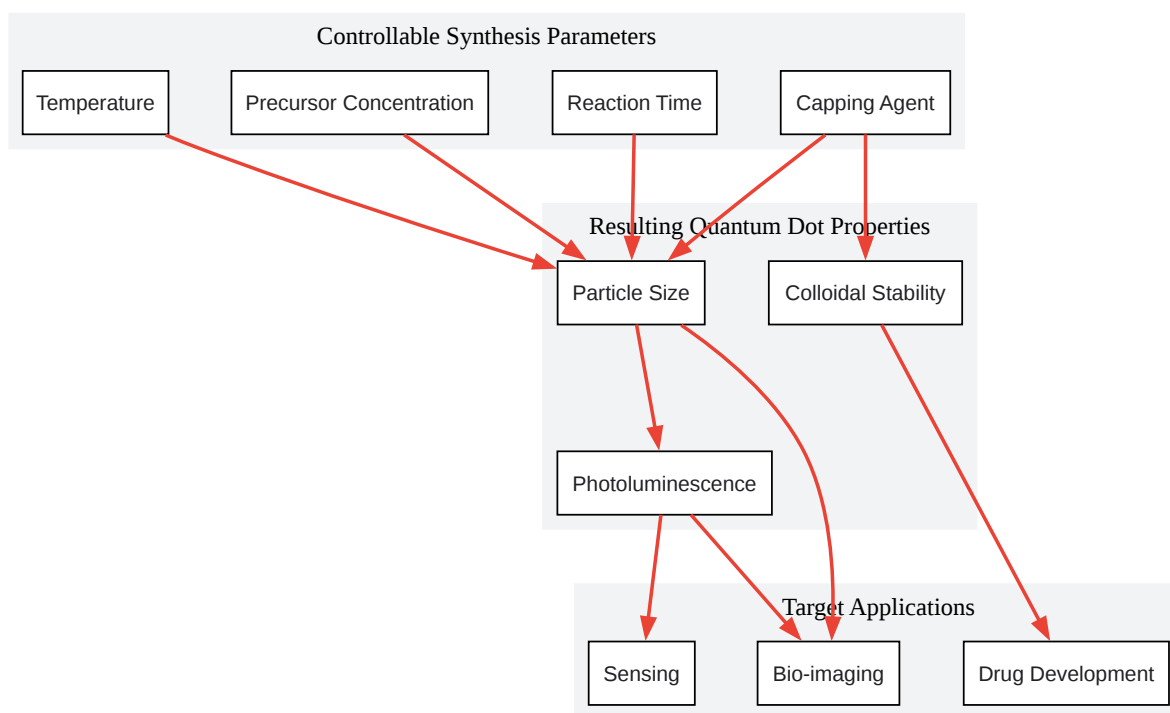 Controllable Synthesis Parameters
Temperature
Precursor Concentration
Reaction Time
Capping Agent
Resulting Quantum Dot Properties
Particle Size
Colloidal Stability
Photoluminescence
Target Applications
Sensing
Bio-imaging
Drug Development